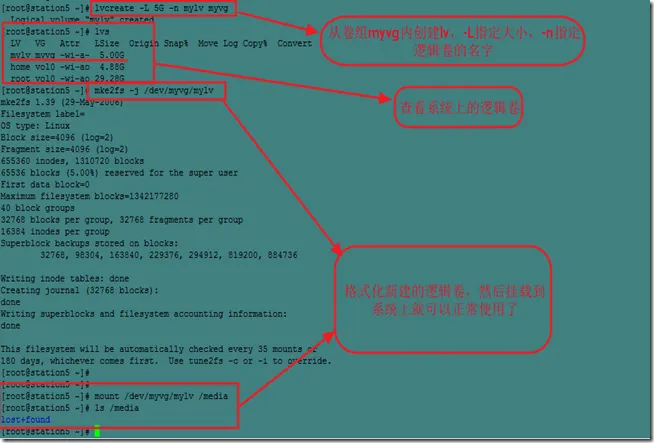 [root@station5 ~]# lvcreate -L 5G -n mylv myvg
Logical volume "mylv" created
[root@station5 ~]# lvs
LV VG Attr LSize Origin Snap% Move Log Copy% Convert
mylv myvg -wi-a- 5.00G
home vol0 -wi-ao 4.88G
root vol0 -wi-ao 29.28G
[root@station5 ~]# mke2fs -j /dev/myvg/mylv
mke2fs 1.39 (29-May-2006)
Filesystem label=
OS type: Linux
Block size=4096 (log=2)
Fragment size=4096 (log=2)
655360 inodes, 1310720 blocks
65536 blocks (5.00%) reserved for the super user
First data block=0
Maximum filesystem blocks=1342177280
40 block groups
32768 blocks per group, 32768 fragments per group
16384 inodes per group
Superblock backups stored on blocks:
32768, 98304, 163840, 229376, 294912, 819200, 884736
Writing inode tables: done
Creating journal (32768 blocks):
done
Writing superblocks and filesystem accounting information:
done
This filesystem will be automatically checked every 35 mounts or
180 days, whichever comes first. Use tune2fs -c or -i to override.
[root@station5 ~]#
[root@station5 ~]#
[root@station5 ~]# mount /dev/myvg/mylv /media
[root@station5 ~]# ls /media
lost+found
[root@station5 ~]#
从卷组myvg内创建lv，-L指定大小，-n指定
逻辑卷的名字
查看系统上的逻辑卷
格式化新建的逻辑卷，然后挂载到
系统上就可以正常使用了